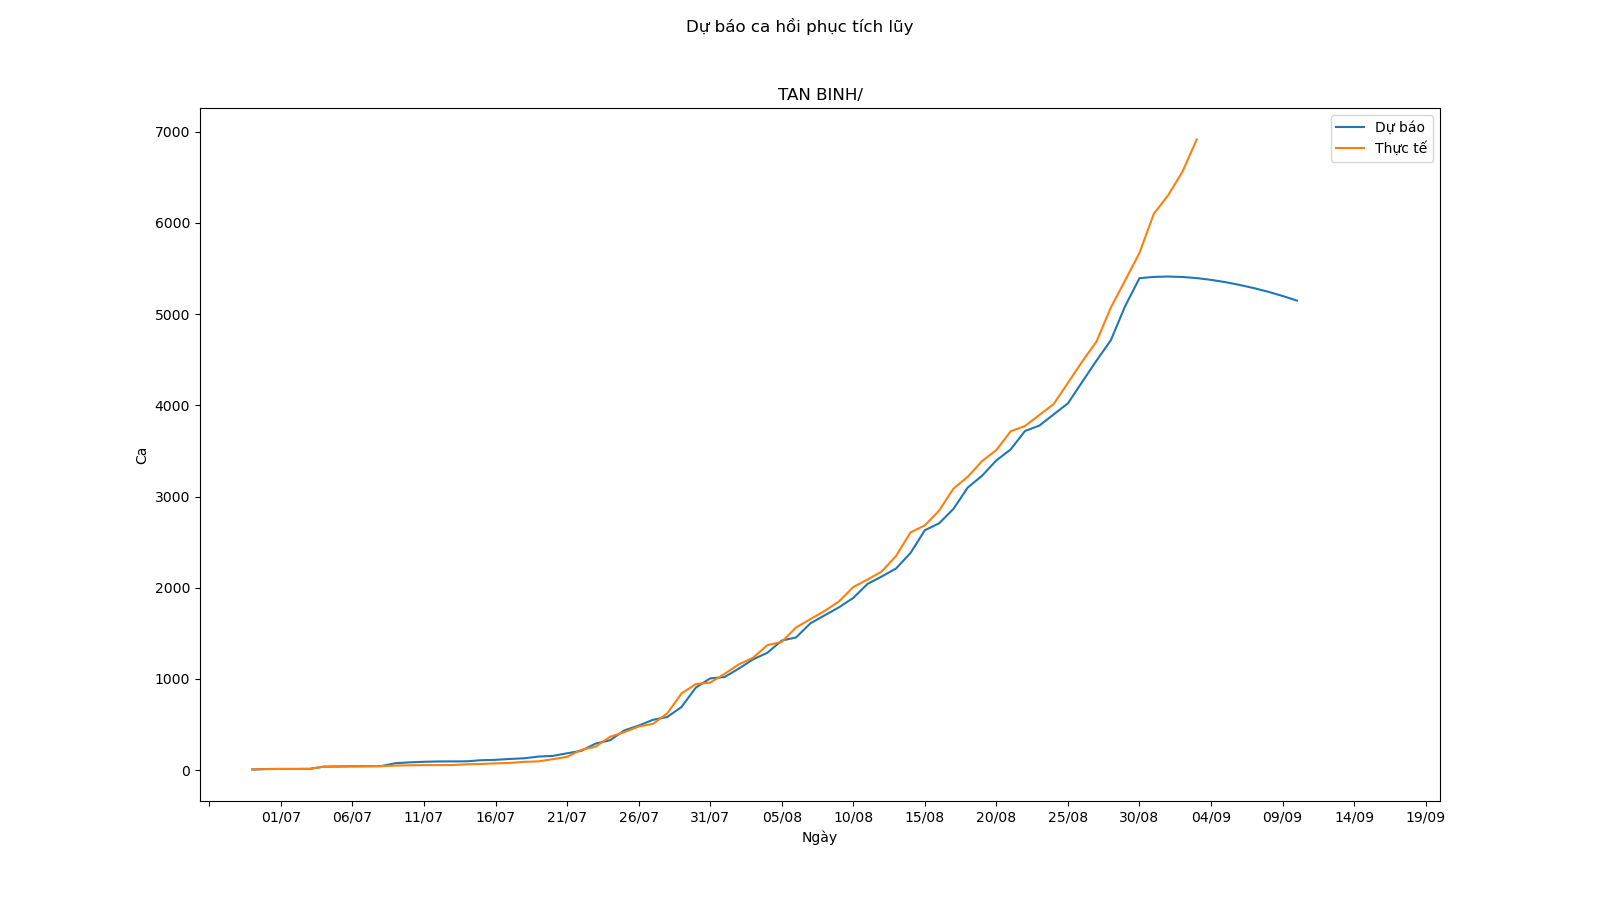 Dự báo ca hồi phục tích lũy
TAN BINH/
Dự báo
Thực tế
7000
6000
5000
4000
3000
2000
1000
0
Ca
01/07 06/07 11/07 16/07 21/07 26/07 31/07 05/08 10/08 15/08 20/08 25/08 30/08 04/09 09/09 14/09 19/09
Ngày